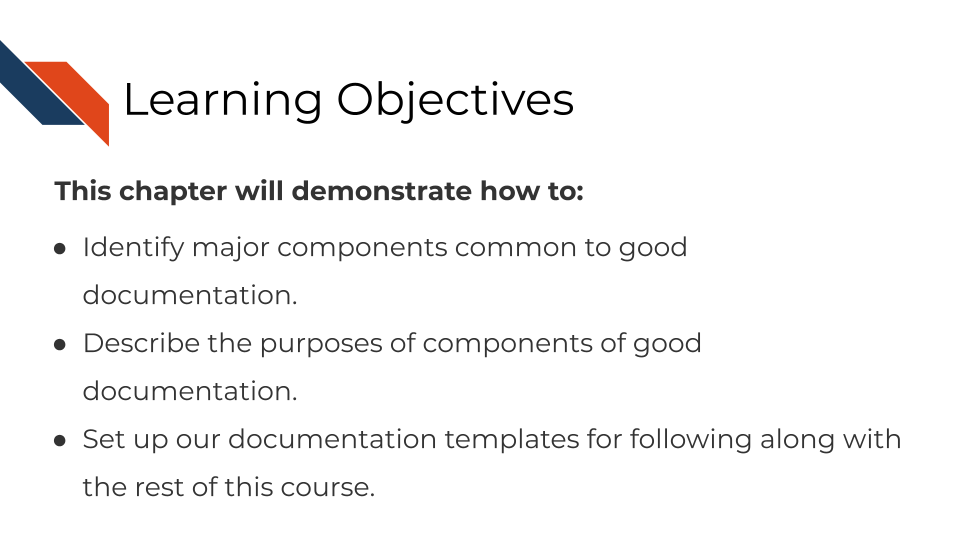 Learning Objectives
This chapter will demonstrate how to:
● Identify major components common to good
documentation.
● Describe the purposes of components of good
documentation.
● Set up our documentation templates for following along with
the rest of this course.